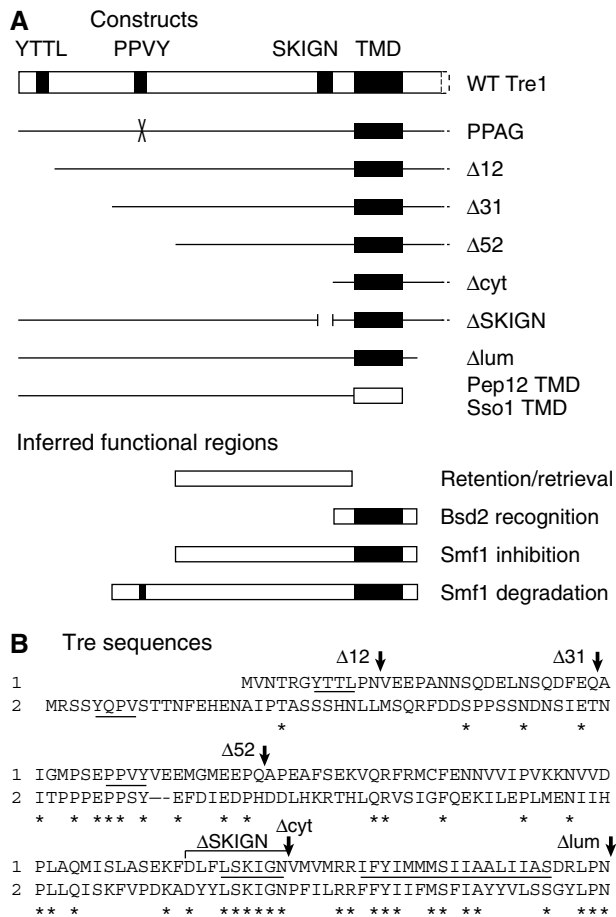 A
Constructs
YTTL PPVY SKIGN TMD
WT Tre1
PPAG
Δ12
Δ31
Δ52
Δcyt
ΔSKIGN
Δlum
Pep12 TMD
Sso1 TMD
Inferred functional regions
Retention/retrieval
Bsd2 recognition
Smf1 inhibition
Smf1 degradation
B Tre sequences
Δ12 Δ31
1 MVNTRGYTTLPNVEEPANNSQDELNSQDFEQA
2 MRSSYQPVSTTNFEHENAIPTASSSHNLLMSQRFDDSPPSSNDNSIETN
* * * *
Δ52
1 IGMPSEPPVYVEEMGMEEPQAPEAFSEKVQRFRMCFENNVVIPVKKNVVD
2 ITPPPEPPSY–--EFDIEDPHDDLHKRTHLQRVSIGFQEKILEPLMENIIH
* * *** * * * ** * * *
ΔSKIGN Δcyt Δlum
1 PLAQMISLASEKFDLFLSKIGNVMVMRRIFYIMMMSIIAALIIASDRLPN
2 PLLQISKFVPDKADYYLSKIGNPFILRRFFYIIFMSFIAYYVLSSGYLPN
** * * * ****** ** ** ** * * ***